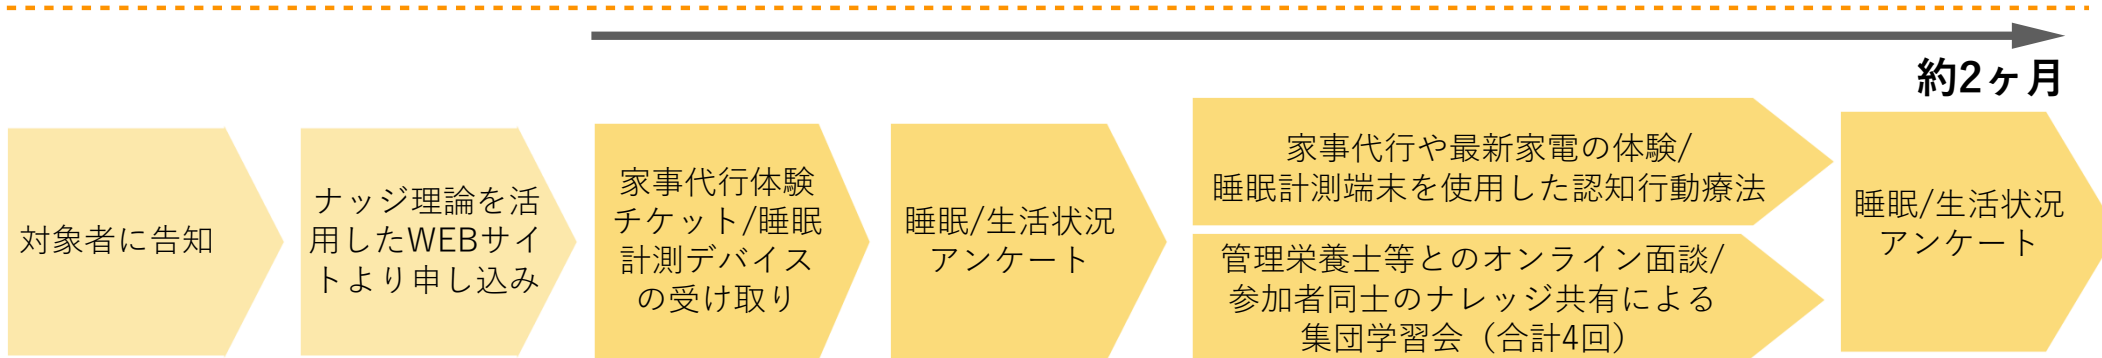 約2ヶ月
対象者に告知
ナッジ理論を活
用したWEBサイ
トより申し込み
家事代行体験
チケット/睡眠
計測デバイス
の受け取り
睡眠/生活状況
アンケート
家事代行や最新家電の体験/
睡眠計測端末を使用した認知行動療法
管理栄養士等とのオンライン面談/
参加者同士のナレッジ共有による
集団学習会（合計4回）
睡眠/生活状況
アンケート